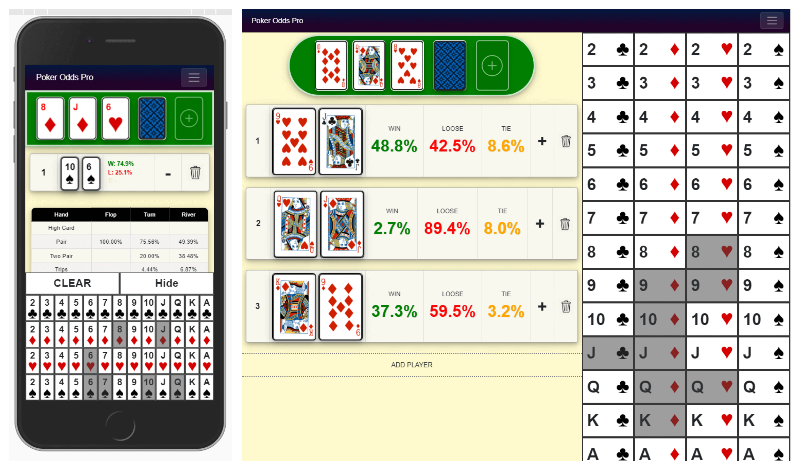 Poker Odds Pro
8 J 6
1 10 6 W: 74.9% -
L: 25.1%
Hand Flop Turn River
High Card
Pair 100.00% 75.56% 49.39%
Two Pair 20.00% 38.48%
Trips 4.44% 6.87%
CLEAR Hide
2 3 4 5 6 7 8 9 10 J Q K A
2 3 4 5 6 7 8 9 10 J Q K A
2 3 4 5 6 7 8 9 10 J Q K A
2 3 4 5 6 7 8 9 10 J Q K A
Poker Odds Pro
1 9 J WIN LOOSE TIE
48.8% 42.5% 8.6% +
2 WIN LOOSE TIE
2.7% 89.4% 8.0% +
3 WIN LOOSE TIE
37.3% 59.5% 3.2% +
ADD PLAYER
2 2 2 2
3 3 3 3
4 4 4 4
5 5 5 5
6 6 6 6
7 7 7 7
8 8 8 8
9 9 9 9
10 10 10 10
J J J J
Q Q Q Q
K K K K
A A A A